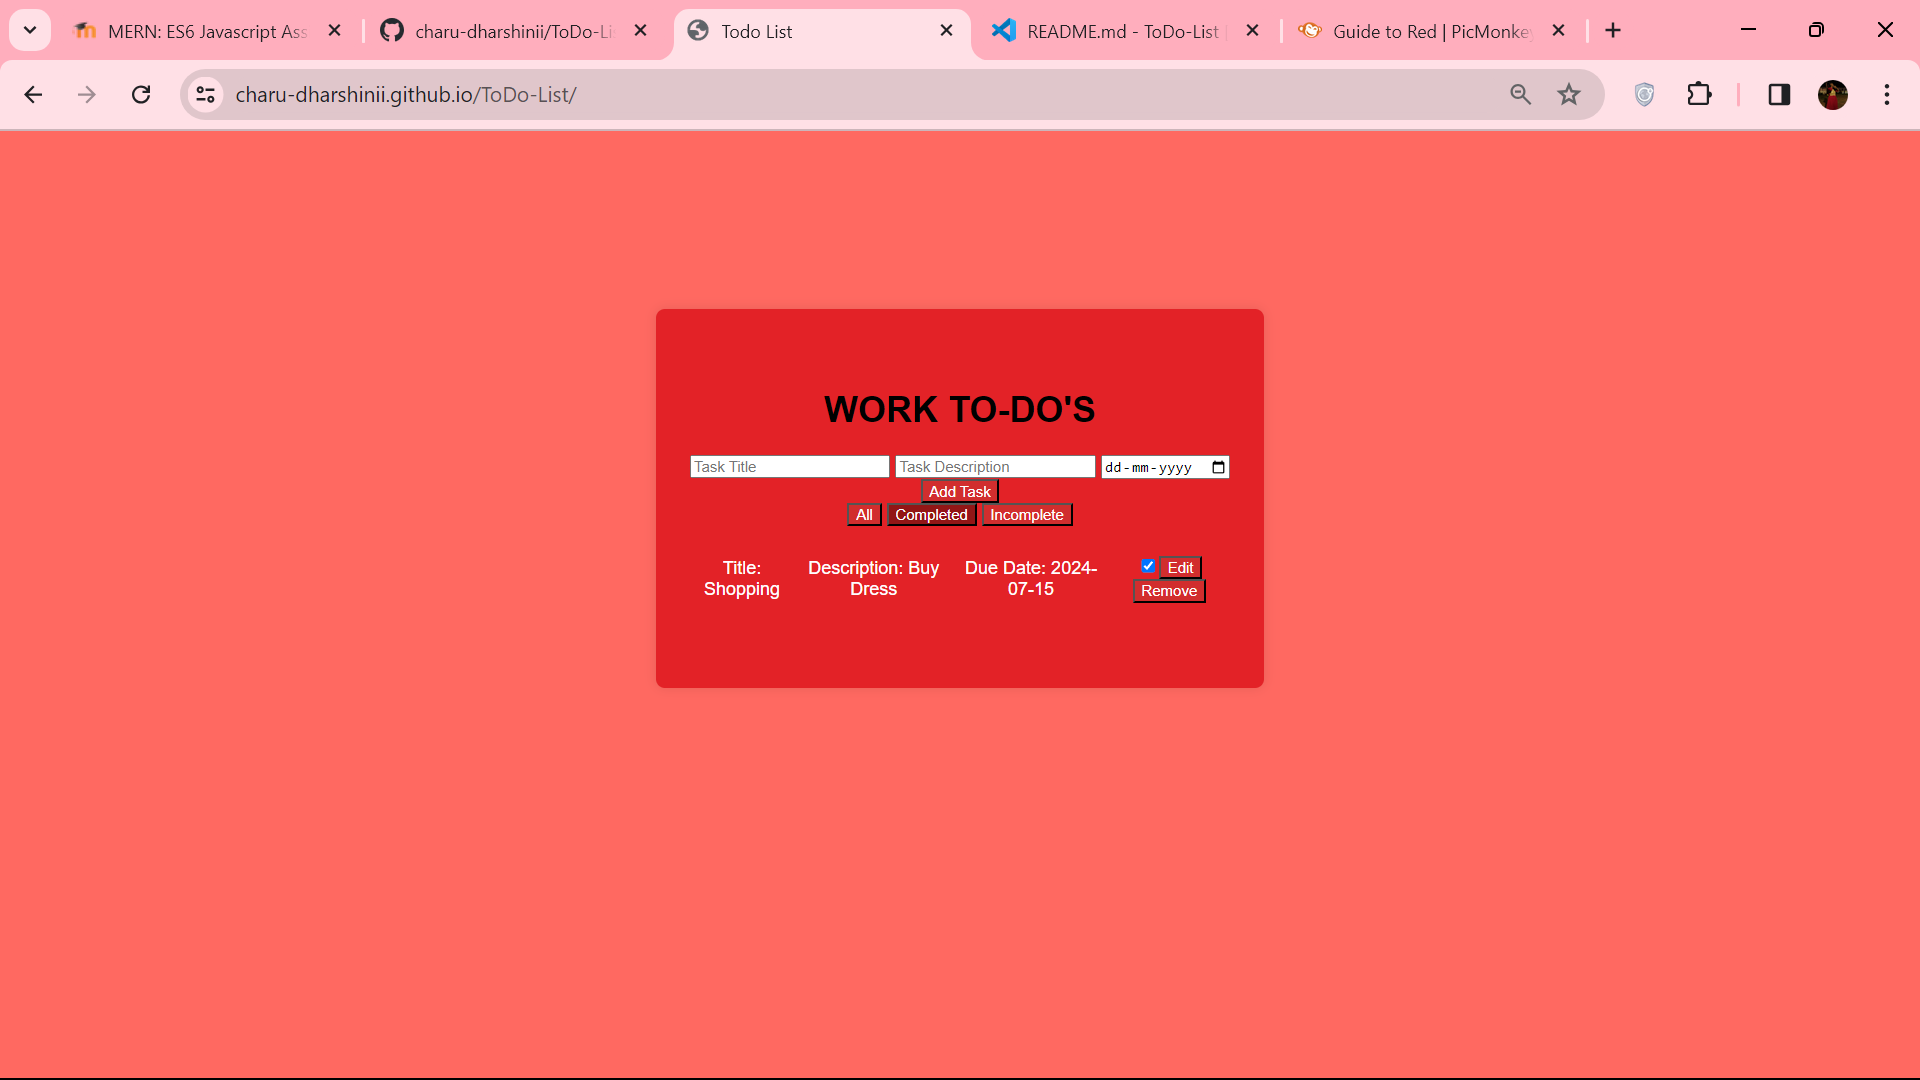 MERN: ES6 Javascript Ass
charu-dharshinii/ToDo-Li
Todo List
README.md - ToDo-List
Guide to Red | PicMonkey
charu-dharshinii.github.io/ToDo-List/
WORK TO-DO'S
Task Title Task Description dd-mm-yyyy
Add Task
All Completed Incomplete
Title: Description: Buy Due Date: 2024- Edit
Shopping Dress 07-15 Remove